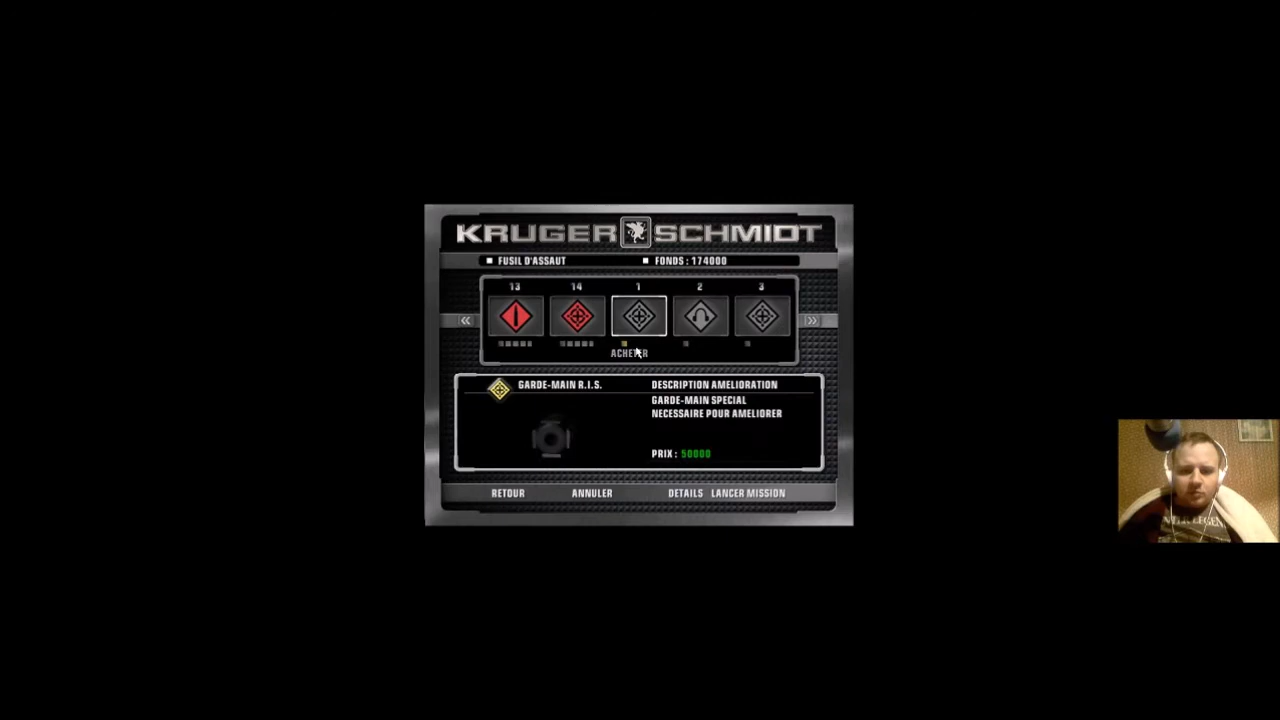 KRUGER SCHMIDT
FUSIL D'ASSAUT FONDS : 174000
13 14 1 2 3
ACHETER
GARDE-MAIN R.I.S. DESCRIPTION AMELIORATION
GARDE-MAIN SPECIAL
NECESSAIRE POUR AMELIORER
PRIX : 50000
RETOUR ANNULER DETAILS LANCER MISSION